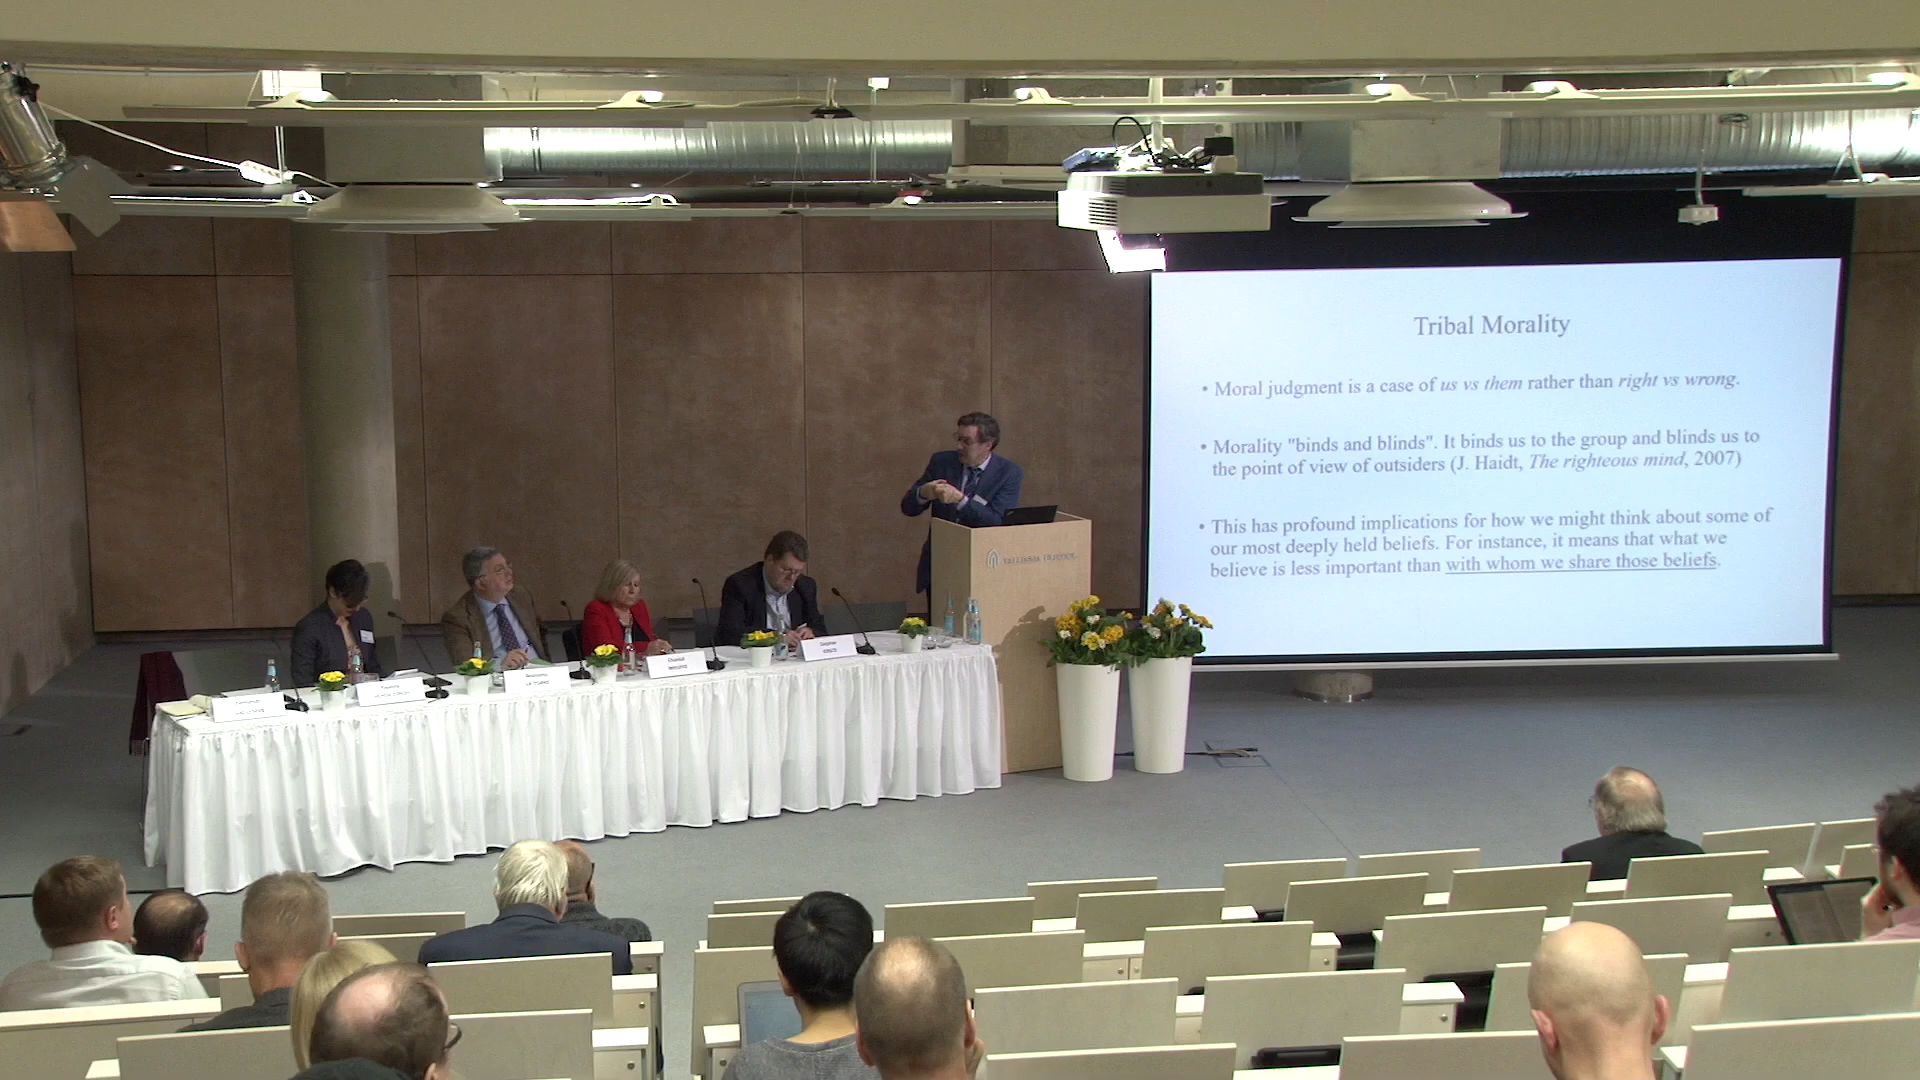 Tribal Morality
• Moral judgment is a case of us vs them rather than right vs wrong.
• Morality "binds and blinds". It binds us to the group and blinds us to
the point of view of outsiders (J. Haidt, The righteous mind, 2007)
• This has profound implications for how we might think about some of
our most deeply held beliefs. For instance, it means that what we
believe is less important than with whom we share those beliefs.
TALLINNA ÜLIKOOL
Chantal